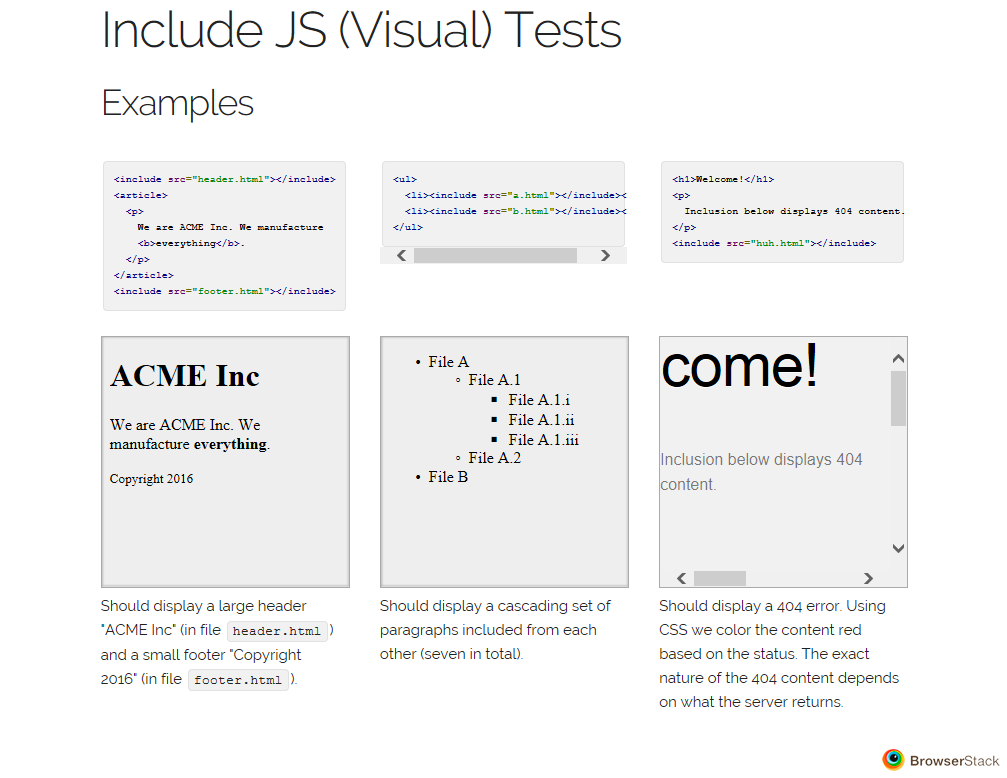 Include JS (Visual) Tests
Examples
<include src="header.html"></include>
<article>
<p>
We are ACME Inc. We manufacture
<b>everything</b>.
</p>
</article>
<include src="footer.html"></include>
<ul>
<li><include src="a.html"></include><
<li><include src="b.html"></include><
</ul>
<h1>Welcome!</h1>
<p>
Inclusion below displays 404 content.
</p>
<include src="huh.html"></include>
ACME Inc
We are ACME Inc. We
manufacture everything.
Copyright 2016
• File A
◦ File A.1
▪ File A.1.i
▪ File A.1.ii
▪ File A.1.iii
◦ File A.2
• File B
come!
Inclusion below displays 404
content.
Should display a large header
"ACME Inc" (in file header.html)
and a small footer "Copyright
2016" (in file footer.html).
Should display a cascading set of
paragraphs included from each
other (seven in total).
Should display a 404 error. Using
CSS we color the content red
based on the status. The exact
nature of the 404 content depends
on what the server returns.
BrowserStack